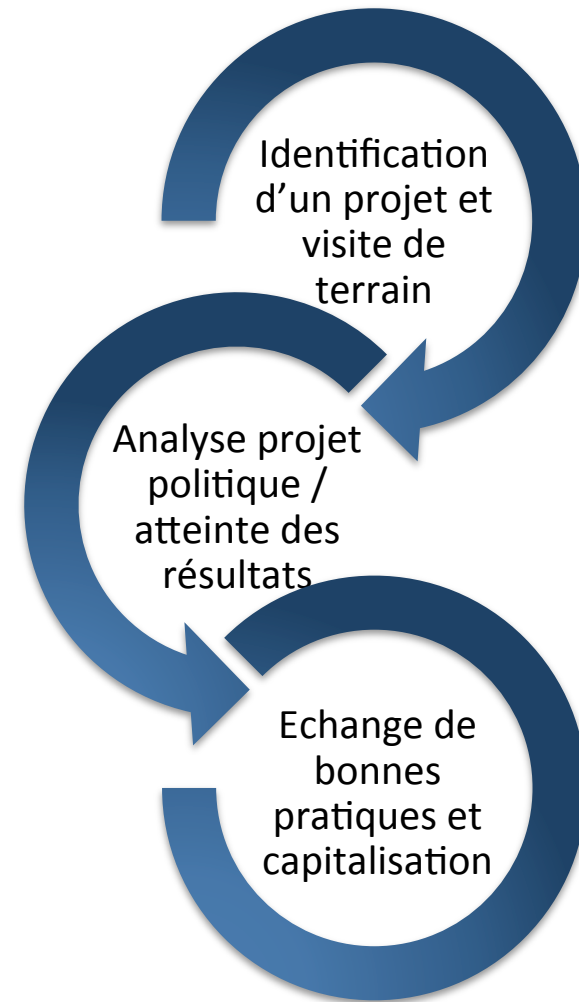 Identification
d’un projet et
visite de
terrain
Analyse projet
politique /
atteinte des
résultats
Echange de
bonnes
pratiques et
capitalisation